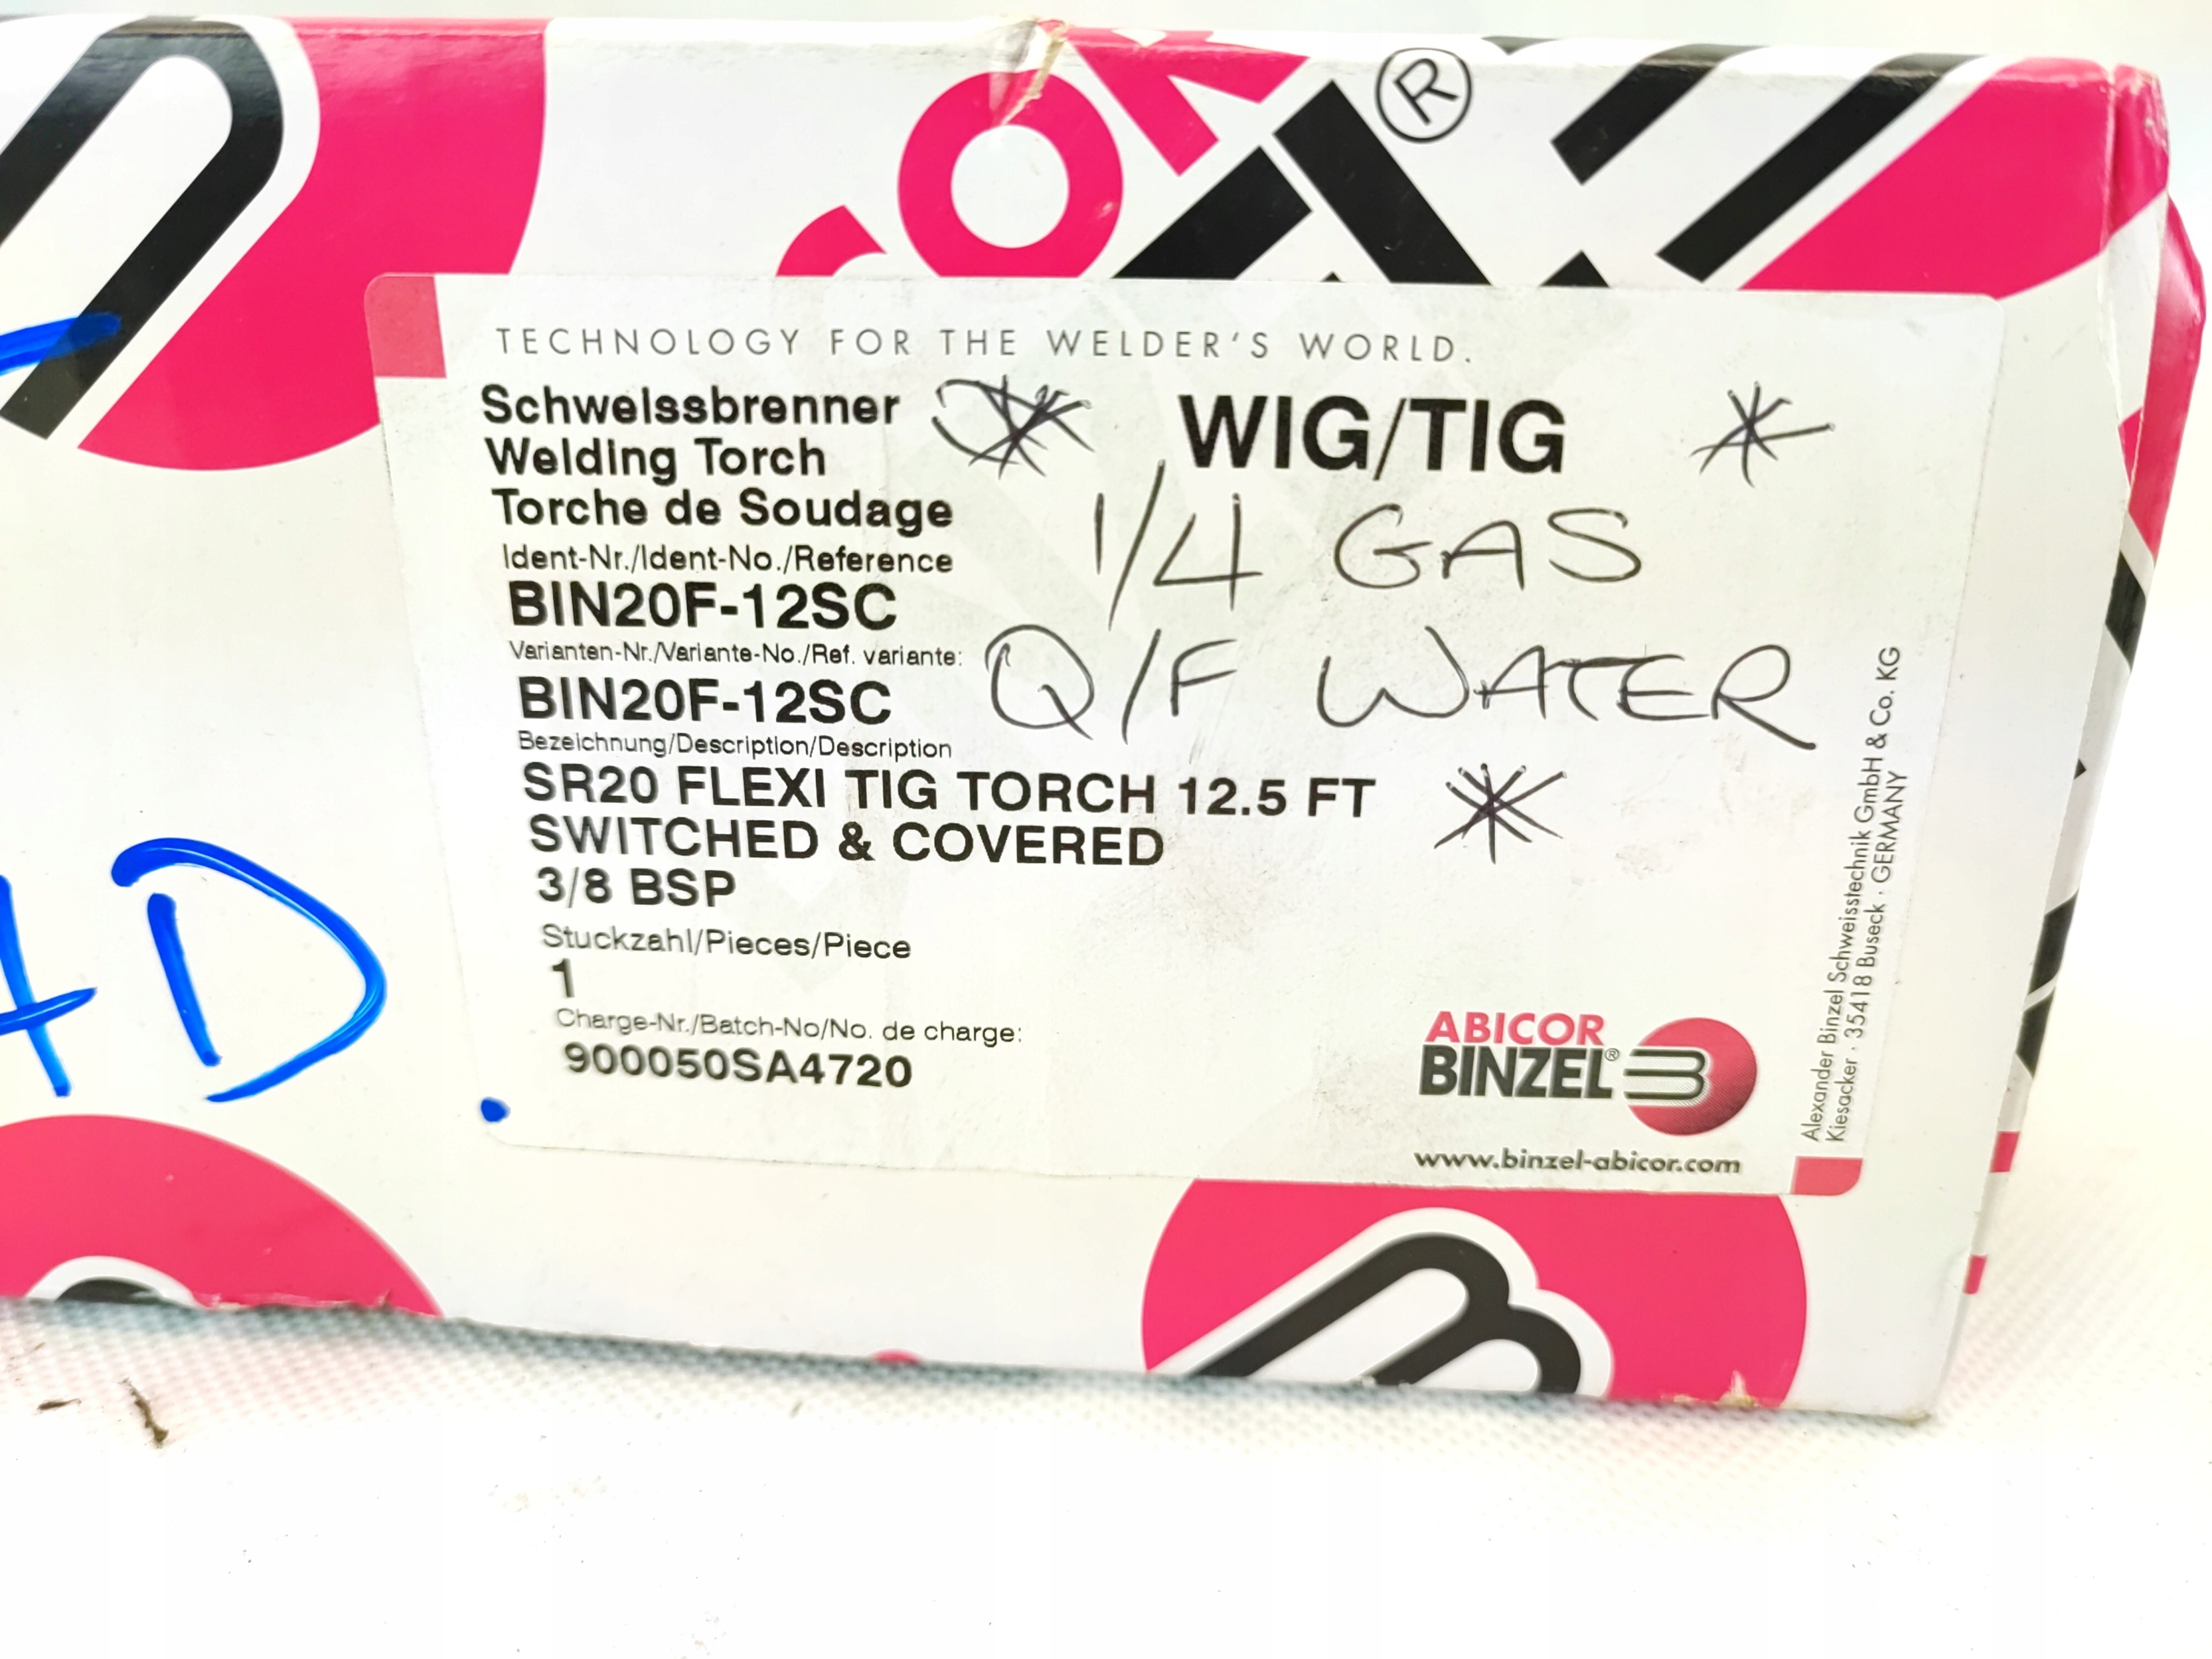 ®
TECHNOLOGY FOR THE WELDER'S WORLD.
Schweissbrenner
WIG/TIG
Welding Torch
Torche de Soudage
1/4 GAS
Ident-Nr./Ident-No./Reference
BIN20F-12SC
Varianten-Nr./Variante-No./Ref. variante:
Q/F WATER
BIN20F-12SC
Bezeichnung/Description/Description
SR20 FLEXI TIG TORCH 12.5 FT
SWITCHED & COVERED
3/8 BSP
Stuckzahl/Pieces/Piece
1
Charge-Nr./Batch-No/No. de charge:
900050SA4720
ABICOR
BINZEL®
www.binzel-abicor.com
Alexander Binzel Schweisstechnik GmbH & Co. KG
Kiesacker · 35418 Buseck · GERMANY